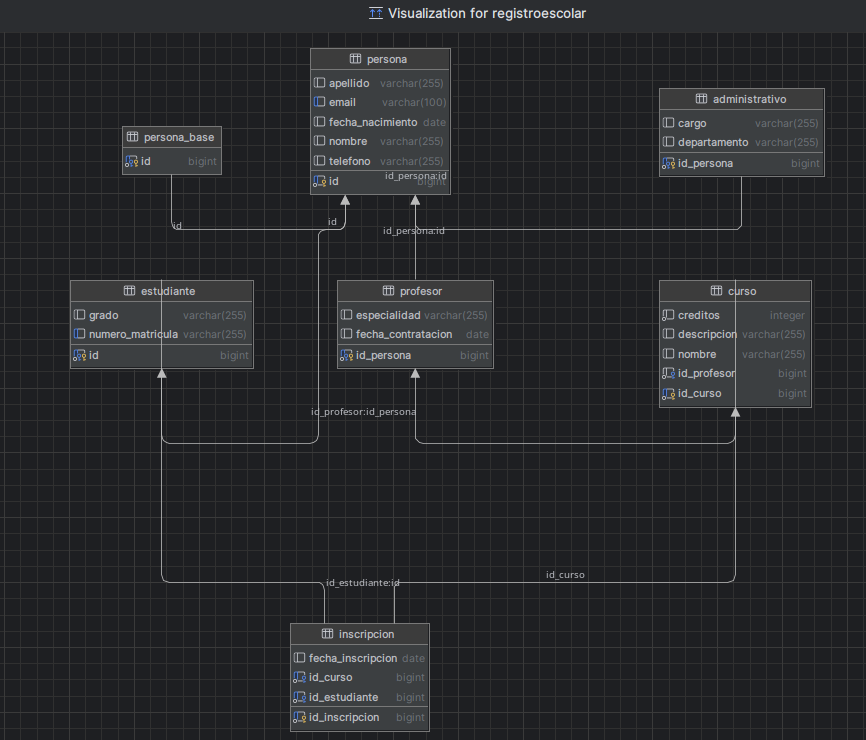 Visualization for registroescolar
persona
apellido varchar(255)
email varchar(100)
fecha_nacimiento date
nombre varchar(255)
telefono varchar(255)
id_persona:id
id bigint
administrativo
cargo varchar(255)
departamento varchar(255)
id_persona bigint
persona_base
id bigint
id
id
id_persona:id
estudiante
grado varchar(255)
numero_matricula varchar(255)
id bigint
profesor
especialidad varchar(255)
fecha_contratacion date
id_persona bigint
curso
creditos integer
descripcion varchar(255)
nombre varchar(255)
id_profesor bigint
id_curso bigint
id_profesor:id_persona
id_estudiante:id
id_curso
inscripcion
fecha_inscripcion date
id_curso bigint
id_estudiante bigint
id_inscripcion bigint